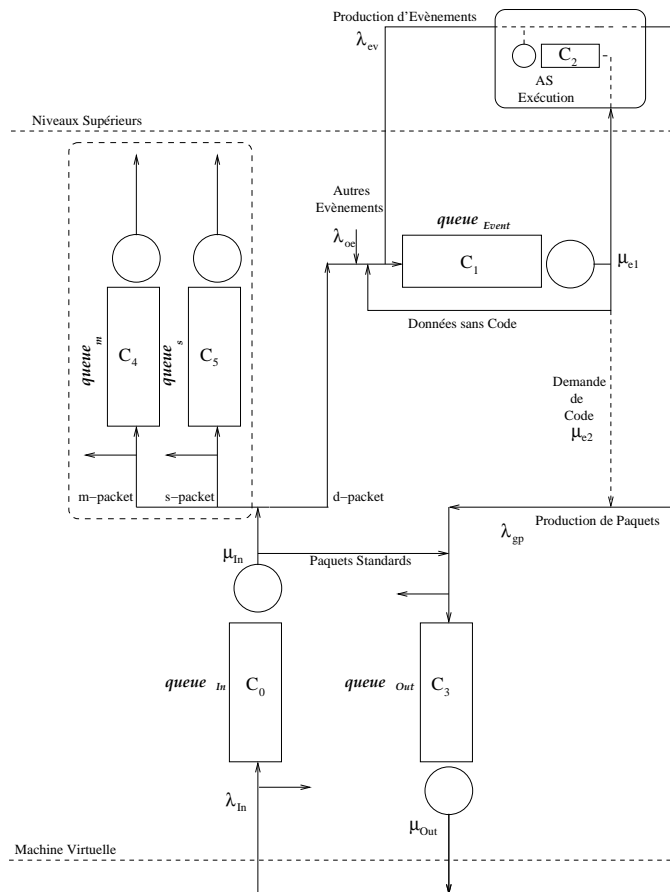 Production d'Evènements
λev
C2
AS
Exécution
Niveaux Supérieurs
Autres
Evènements
λoe
queue Event
C1
μe1
Données sans Code
queue m
C4
queue s
C5
Demande
de
Code
μe2
m−packet
s−packet
d−packet
Production de Paquets
λgp
μIn
Paquets Standards
queue In
C0
queue Out
C3
λIn
μOut
Machine Virtuelle